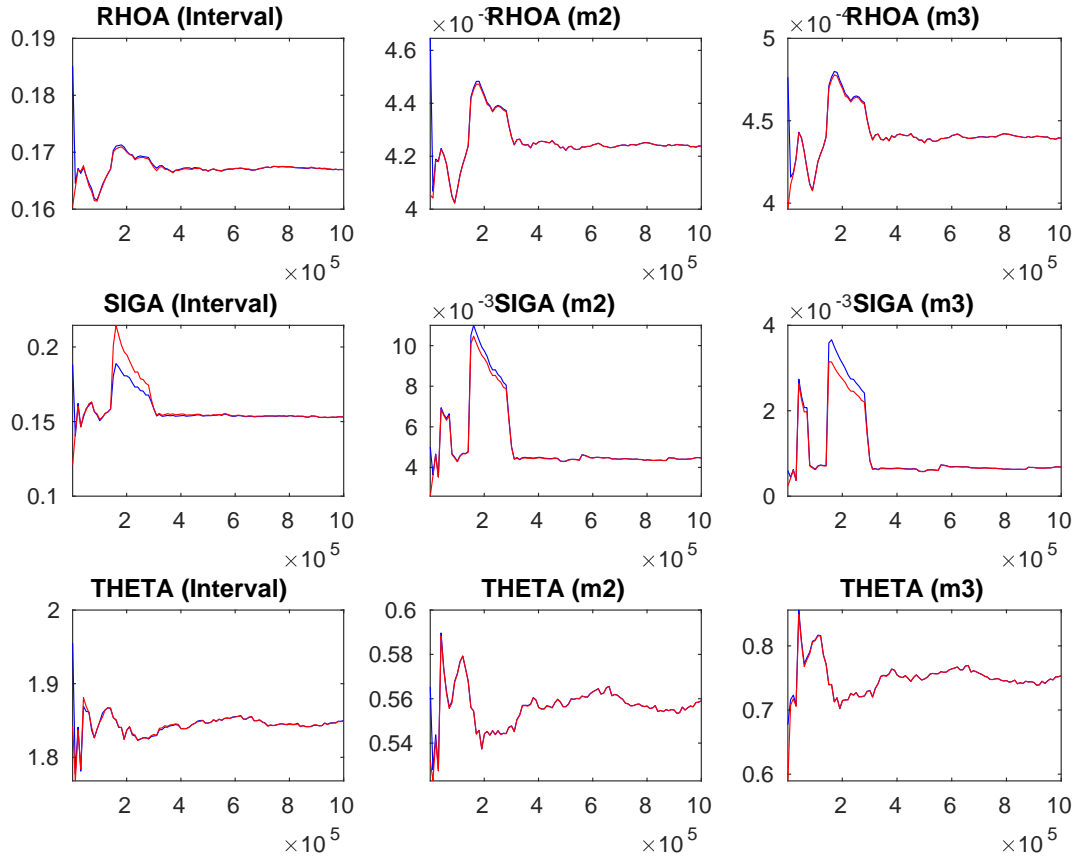 RHOA (Interval)
0.19
0.18
0.17
0.16
2 4 6 8 10
×10 5
×10 -3 RHOA (m2)
4.6
4.4
4.2
4
2 4 6 8 10
×10 5
×10 -4 RHOA (m3)
5
4.5
4
2 4 6 8 10
×10 5
SIGA (Interval)
0.2
0.15
0.1
2 4 6 8 10
×10 5
×10 -3 SIGA (m2)
10
8
6
4
2 4 6 8 10
×10 5
×10 -3 SIGA (m3)
4
2
0
2 4 6 8 10
×10 5
THETA (Interval)
2
1.9
1.8
2 4 6 8 10
×10 5
THETA (m2)
0.6
0.58
0.56
0.54
2 4 6 8 10
×10 5
THETA (m3)
0.8
0.7
0.6
2 4 6 8 10
×10 5